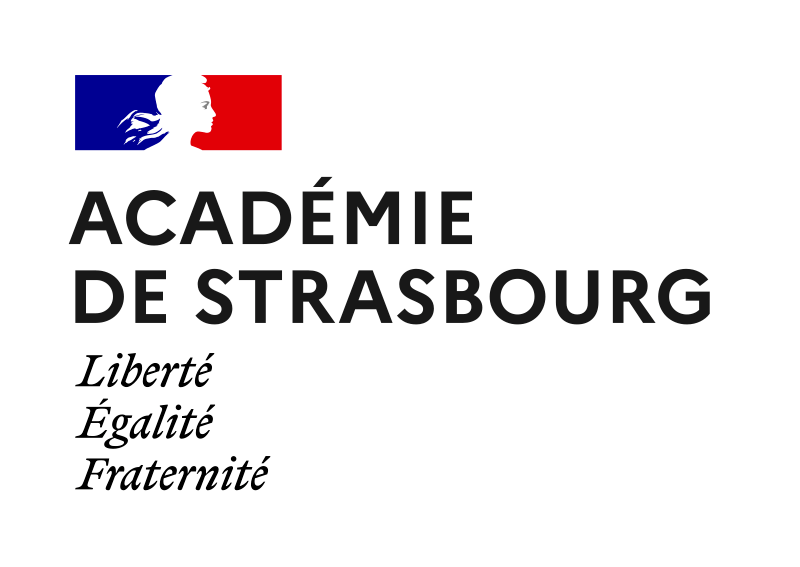 ACADÉMIE
DE STRASBOURG
Liberté
Égalité
Fraternité